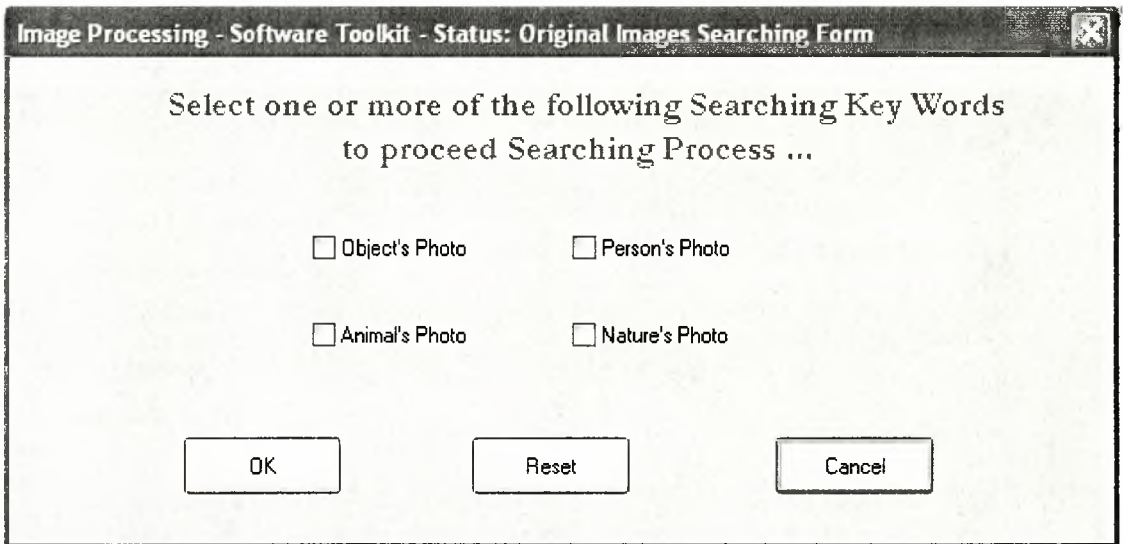 Image Processing - Software Toolkit - Status: Original Images Searching Form
Select one or more of the following Searching Key Words
to proceed Searching Process ...
Object's Photo Person's Photo
Animal's Photo Nature's Photo
OK Reset Cancel